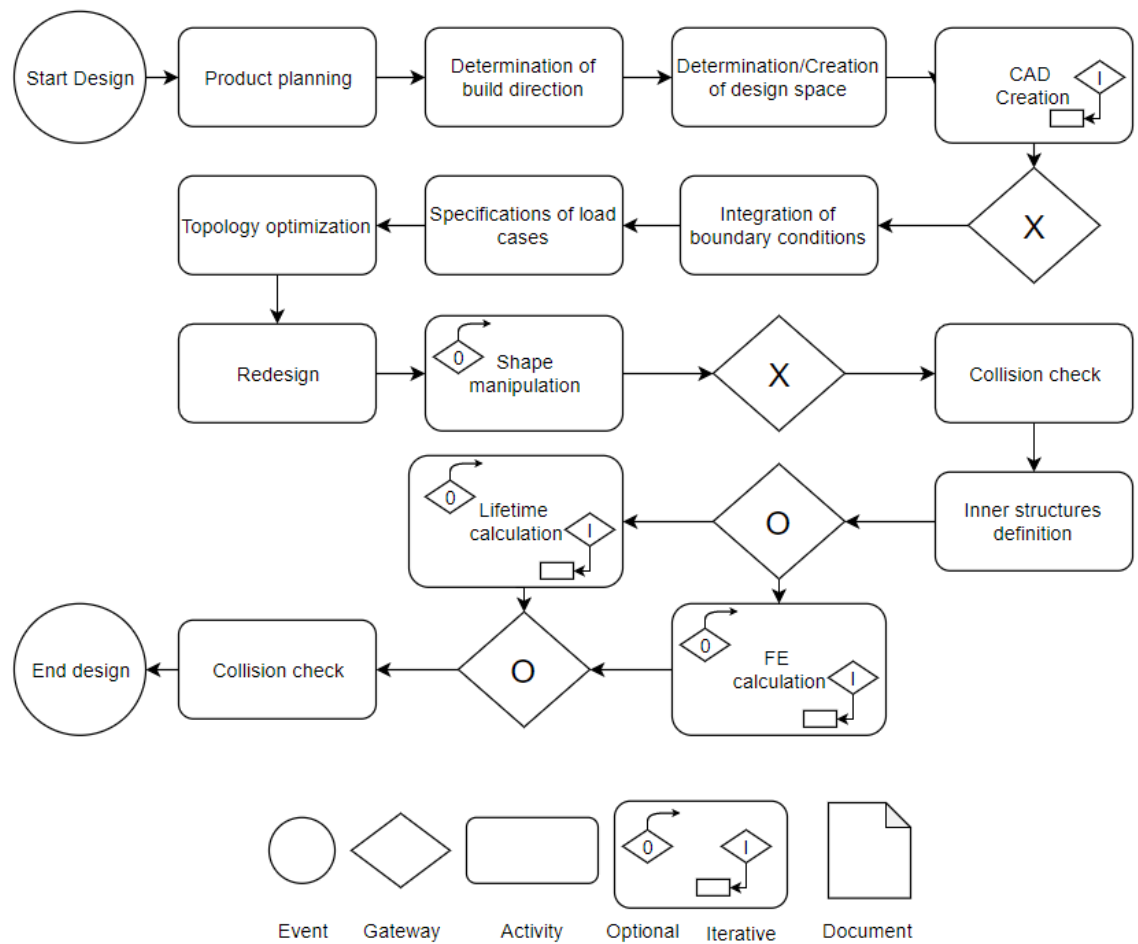 Start Design
Product planning
Determination of
build direction
Determination/Creation
of design space
CAD
Creation
I
Topology optimization
Specifications of load
cases
Integration of
boundary conditions
X
Redesign
0
Shape
manipulation
X
Collision check
0
Lifetime
calculation
I
O
Inner structures
definition
End design
Collision check
O
0
FE
calculation
I
0
I
Event
Gateway
Activity
Optional
Iterative
Document